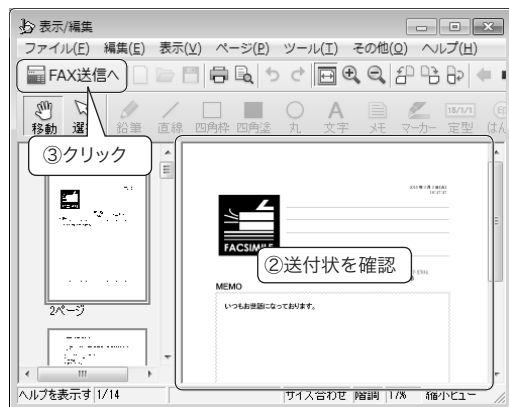 表示/編集
ファイル(F) 編集(E) 表示(V) ページ(P) ツール(T) その他(O) ヘルプ(H)
FAX送信へ
移動 選 鉛筆 直線 四角枠 四角塗 丸 文字 メモ マーカー 定型 はん
15/1/1
③クリック
FACSIMILE
②送付状を確認
MEMO
いつもお世話になっております。
2ページ
ヘルプを表示す 1/14 サイズ合わせ 階調 17% 縮小ビュー